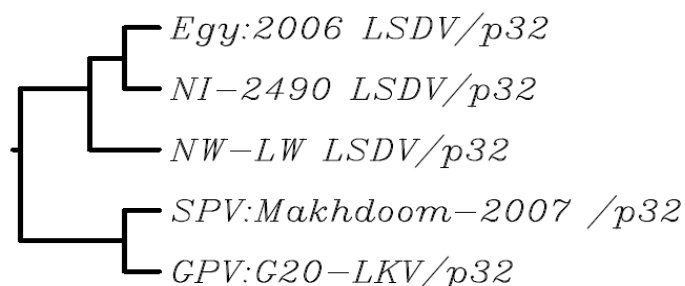 Egy:2006 LSDV/p32
NI-2490 LSDV/p32
NW-LW LSDV/p32
SPV:Makhdoom-2007 /p32
GPV:G20-LKV/p32